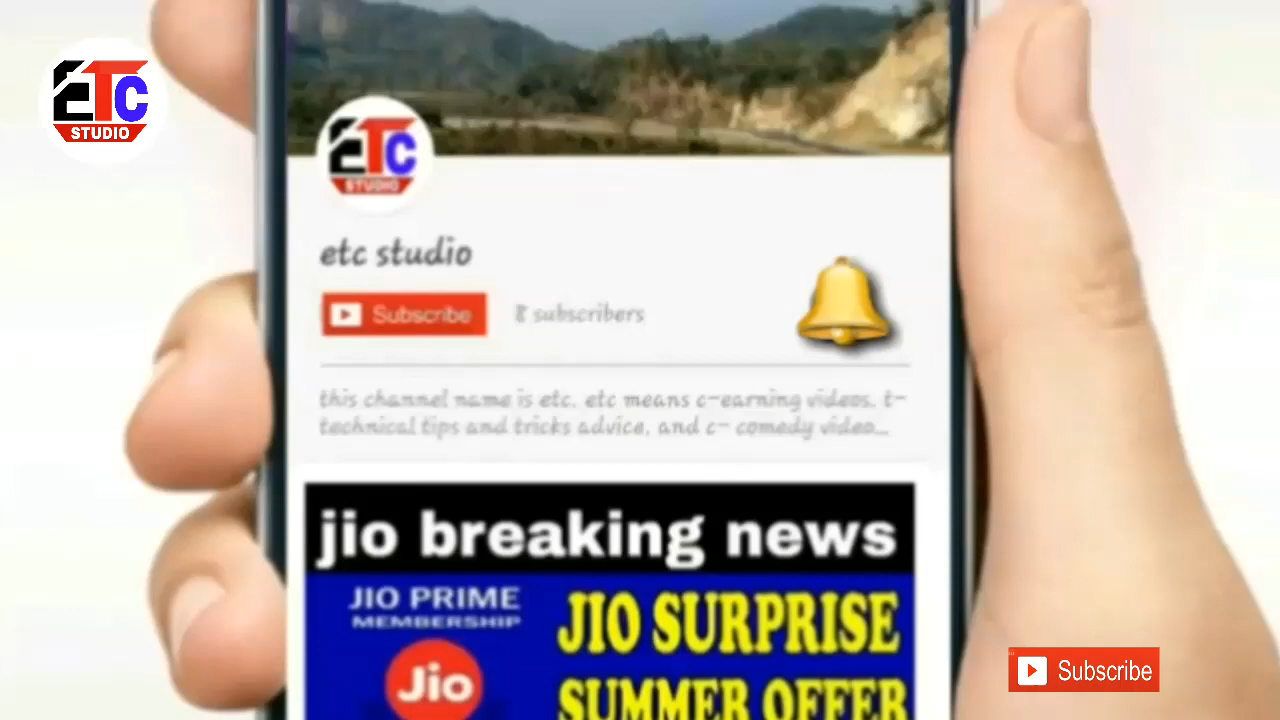 ETC
STUDIO
ETC
STUDIO
etc studio
Subscribe
8 subscribers
this channel name is etc. etc means c-earning videos. t-
technical tips and tricks advice, and c- comedy video...
jio breaking news
JIO PRIME
MEMBERSHIP
JIO SURPRISE
Jio
SUMMER OFFER
Subscribe